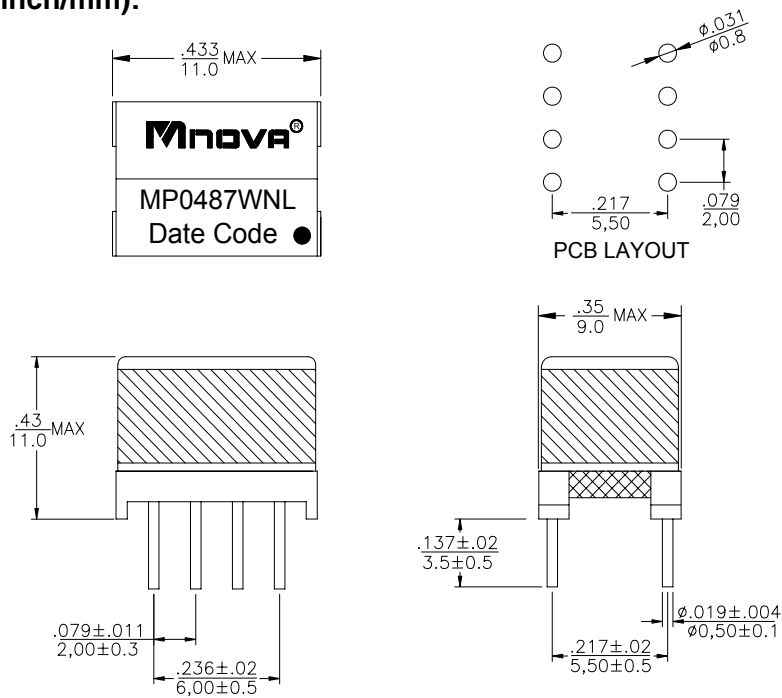 inch/mm):
.433
11.0
MAX
Mnova®
MP0487WNL
Date Code
ø.031
ø0.8
.217
5,50
.079
2,00
PCB LAYOUT
.43
11.0
MAX
.079±.011
2,00±0.3
.236±.02
6,00±0.5
.35
9.0
MAX
.137±.02
3.5±0.5
.217±.02
5,50±0.5
ø.019±.004
ø0,50±0.1